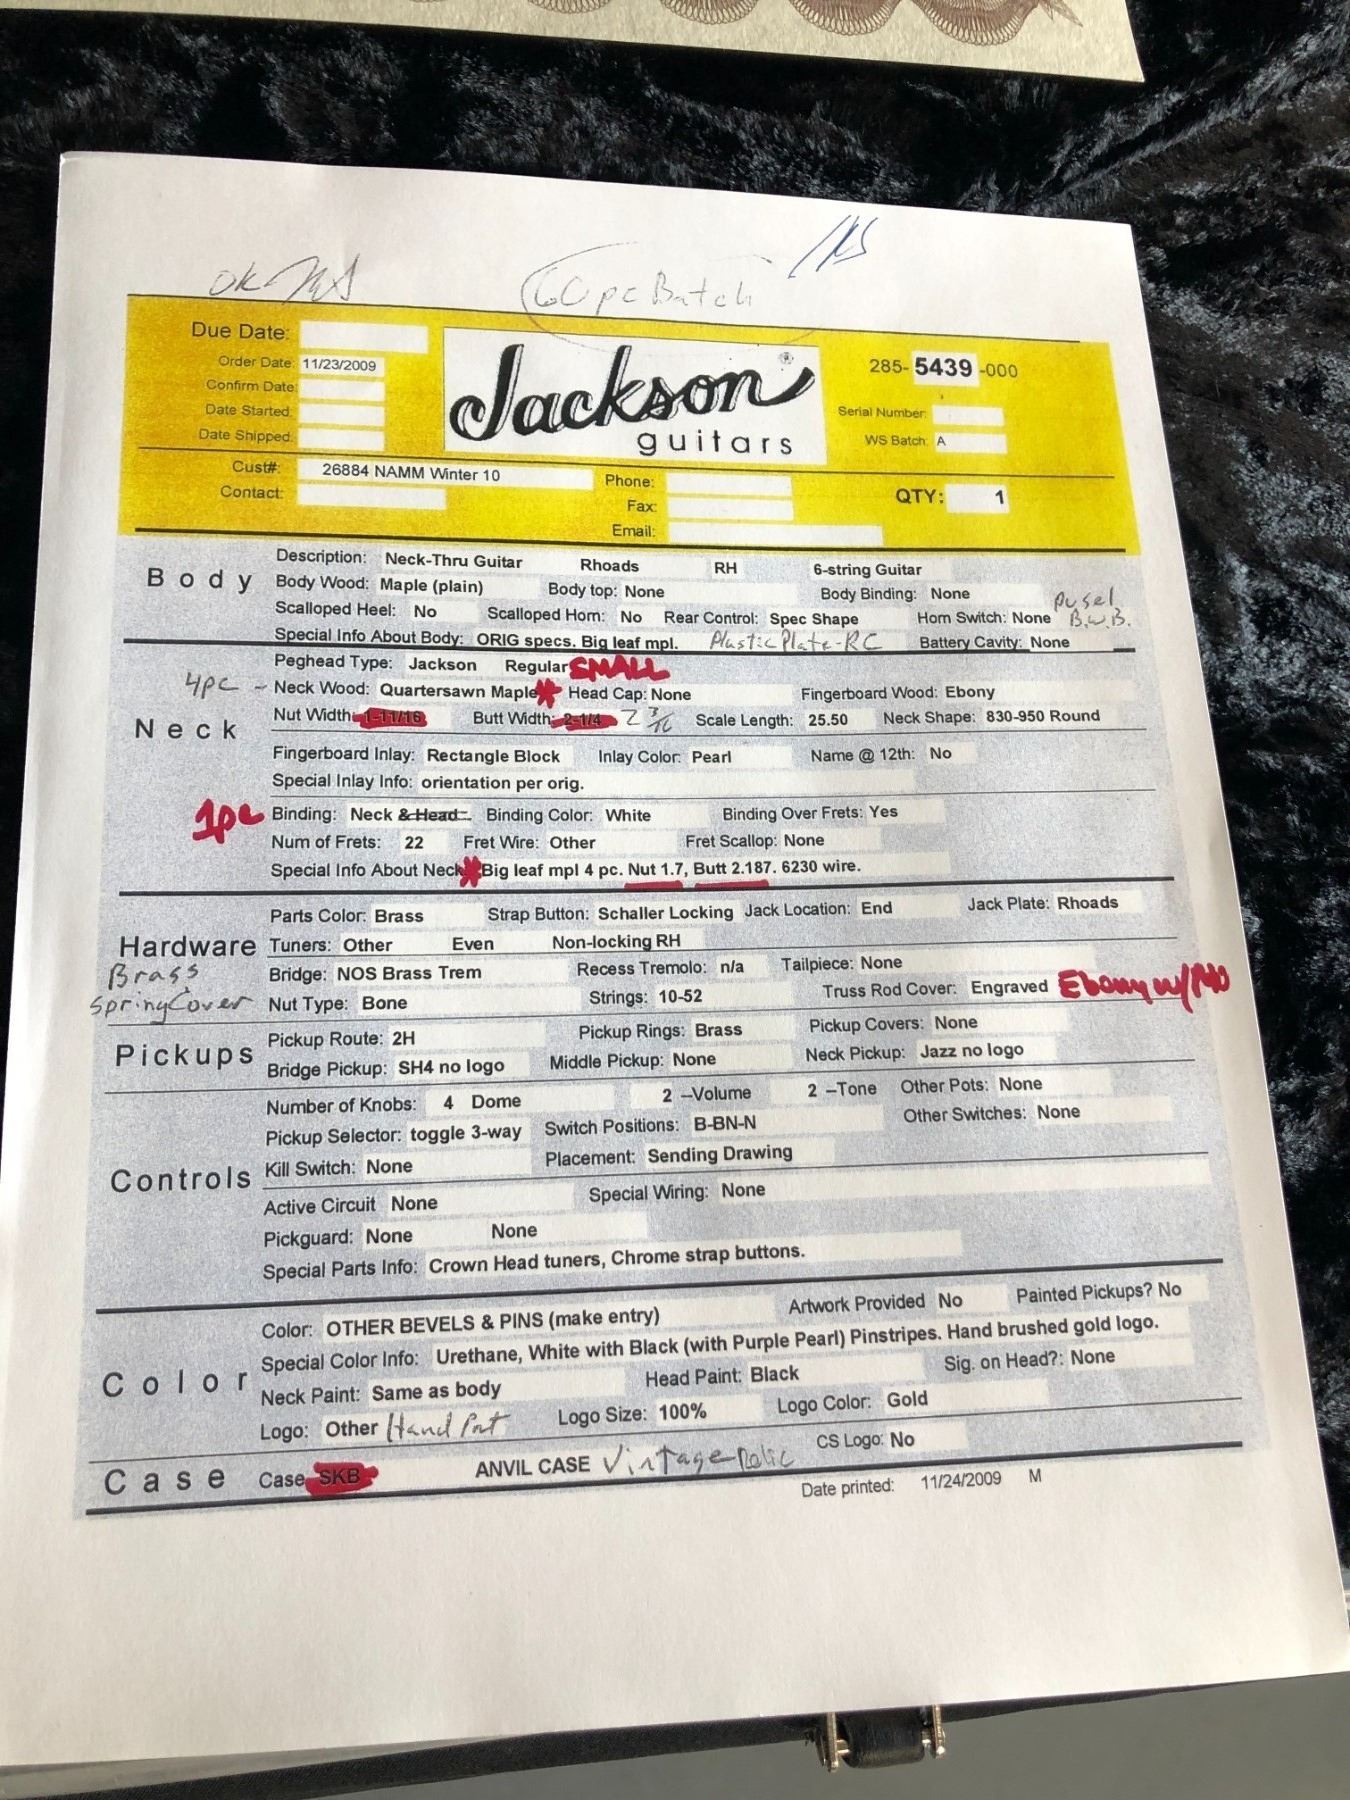 OK
60 pc Batch
Due Date:
Order Date: 11/23/2009
Confirm Date:
Date Started:
Date Shipped:
Jackson®
guitars
285- 5439 -000
Serial Number:
WS Batch: A
Cust#: 26884 NAMM Winter 10
Contact:
Phone:
Fax:
Email:
QTY: 1
Body
Description: Neck-Thru Guitar Rhoads RH 6-string Guitar
Body Wood: Maple (plain) Body top: None Body Binding: None
Scalloped Heel: No Scalloped Horn: No Rear Control: Spec Shape Horn Switch: None B.W.B.
Special Info About Body: ORIG specs. Big leaf mpl. Plastic Plate-RC Battery Cavity: None
Neck
Peghead Type: Jackson Regular SMALL
4pc - Neck Wood: Quartersawn Maple* Head Cap: None Fingerboard Wood: Ebony
Nut Width: 1-11/16 Butt Width: 2-1/4 2 3/16 Scale Length: 25.50 Neck Shape: 830-950 Round
Fingerboard Inlay: Rectangle Block Inlay Color: Pearl Name @ 12th: No
Special Inlay Info: orientation per orig.
1pc Binding: Neck & Head Binding Color: White Binding Over Frets: Yes
Num of Frets: 22 Fret Wire: Other Fret Scallop: None
Special Info About Neck *Big leaf mpl 4 pc. Nut 1.7, Butt 2.187. 6230 wire.
Hardware
Parts Color: Brass Strap Button: Schaller Locking Jack Location: End Jack Plate: Rhoads
Tuners: Other Even Non-locking RH
Brass
Spring Cover
Bridge: NOS Brass Trem Recess Tremolo: n/a Tailpiece: None
Nut Type: Bone Strings: 10-52 Truss Rod Cover: Engraved Ebony w/
Pickups
Pickup Route: 2H Pickup Rings: Brass Pickup Covers: None
Bridge Pickup: SH4 no logo Middle Pickup: None Neck Pickup: Jazz no logo
Controls
Number of Knobs: 4 Dome 2 –Volume 2 –Tone Other Pots: None
Pickup Selector: toggle 3-way Switch Positions: B-BN-N Other Switches: None
Kill Switch: None Placement: Sending Drawing
Active Circuit None Special Wiring: None
Pickguard: None None
Special Parts Info: Crown Head tuners, Chrome strap buttons.
Color
Color: OTHER BEVELS & PINS (make entry) Artwork Provided No Painted Pickups? No
Special Color Info: Urethane, White with Black (with Purple Pearl) Pinstripes. Hand brushed gold logo.
Neck Paint: Same as body Head Paint: Black Sig. on Head?: None
Logo: Other Hand Logo Size: 100% Logo Color: Gold
CS Logo: No
Case
Case SKB ANVIL CASE Vintage Relic
Date printed: 11/24/2009 M